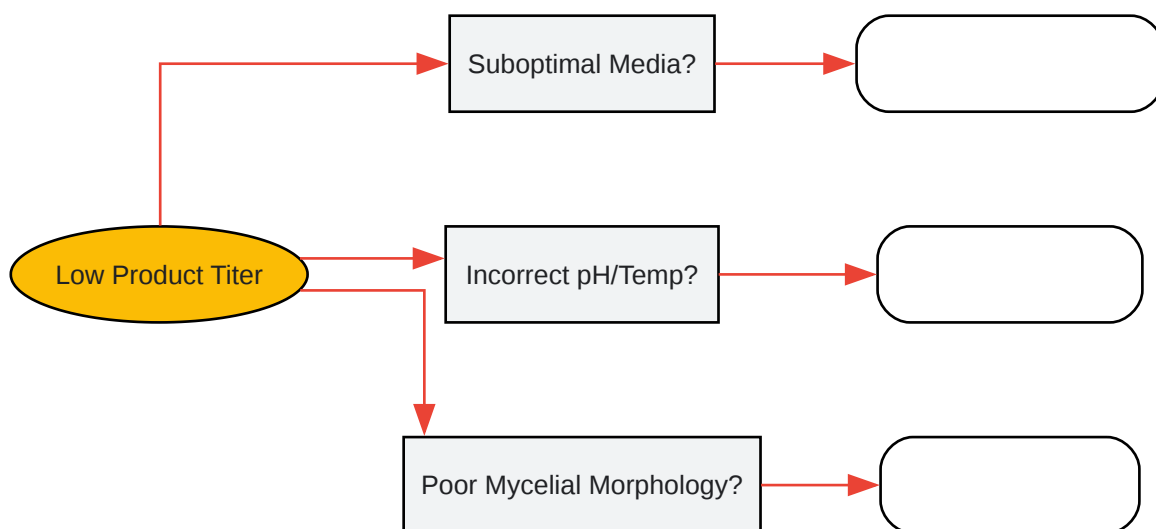 Suboptimal Media?
Low Product Titer
Incorrect pH/Temp?
Poor Mycelial Morphology?